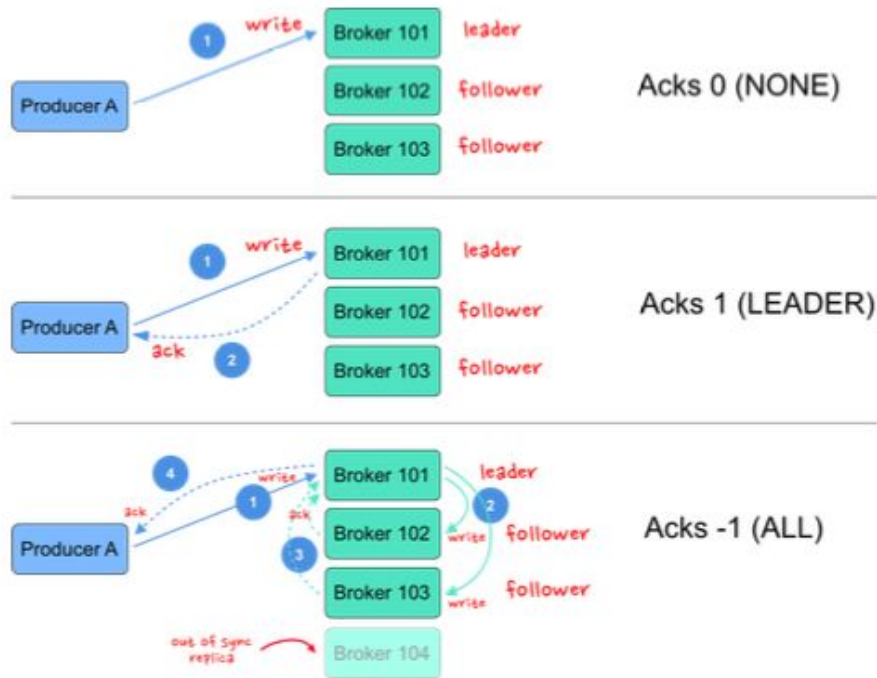 1
write
Broker 101
leader
Producer A
Broker 102
follower
Acks 0 (NONE)
Broker 103
follower
1
write
Broker 101
leader
Producer A
Broker 102
follower
Acks 1 (LEADER)
ack
2
Broker 103
follower
4
write
Broker 101
leader
ack
1
2
Producer A
ack
Broker 102
write
follower
Acks -1 (ALL)
3
Broker 103
write
follower
out of sync
replica
Broker 104